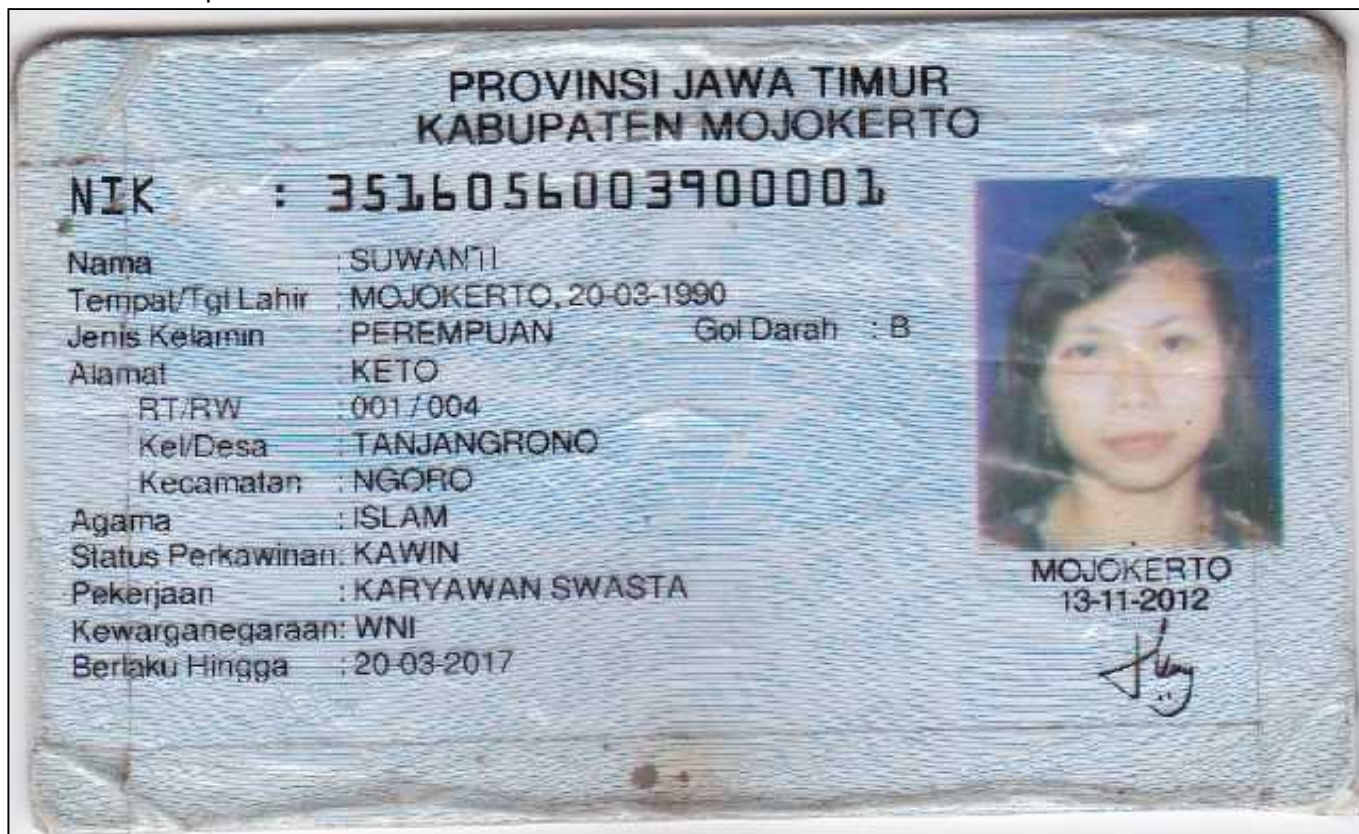 PROVINSI JAWA TIMUR
KABUPATEN MOJOKERTO
NIK : 3516056003900001
Nama : SUWANTI
Tempat/Tgl Lahir : MOJOKERTO, 20-03-1990
Jenis Kelamin : PEREMPUAN Gol Darah : B
Alamat : KETO
RT/RW : 001 / 004
Kel/Desa : TANJANGRONO
Kecamatan : NGORO
Agama : ISLAM
Status Perkawinan: KAWIN
Pekerjaan : KARYAWAN SWASTA
Kewarganegaraan: WNI
Berlaku Hingga : 20-03-2017
MOJOKERTO
13-11-2012